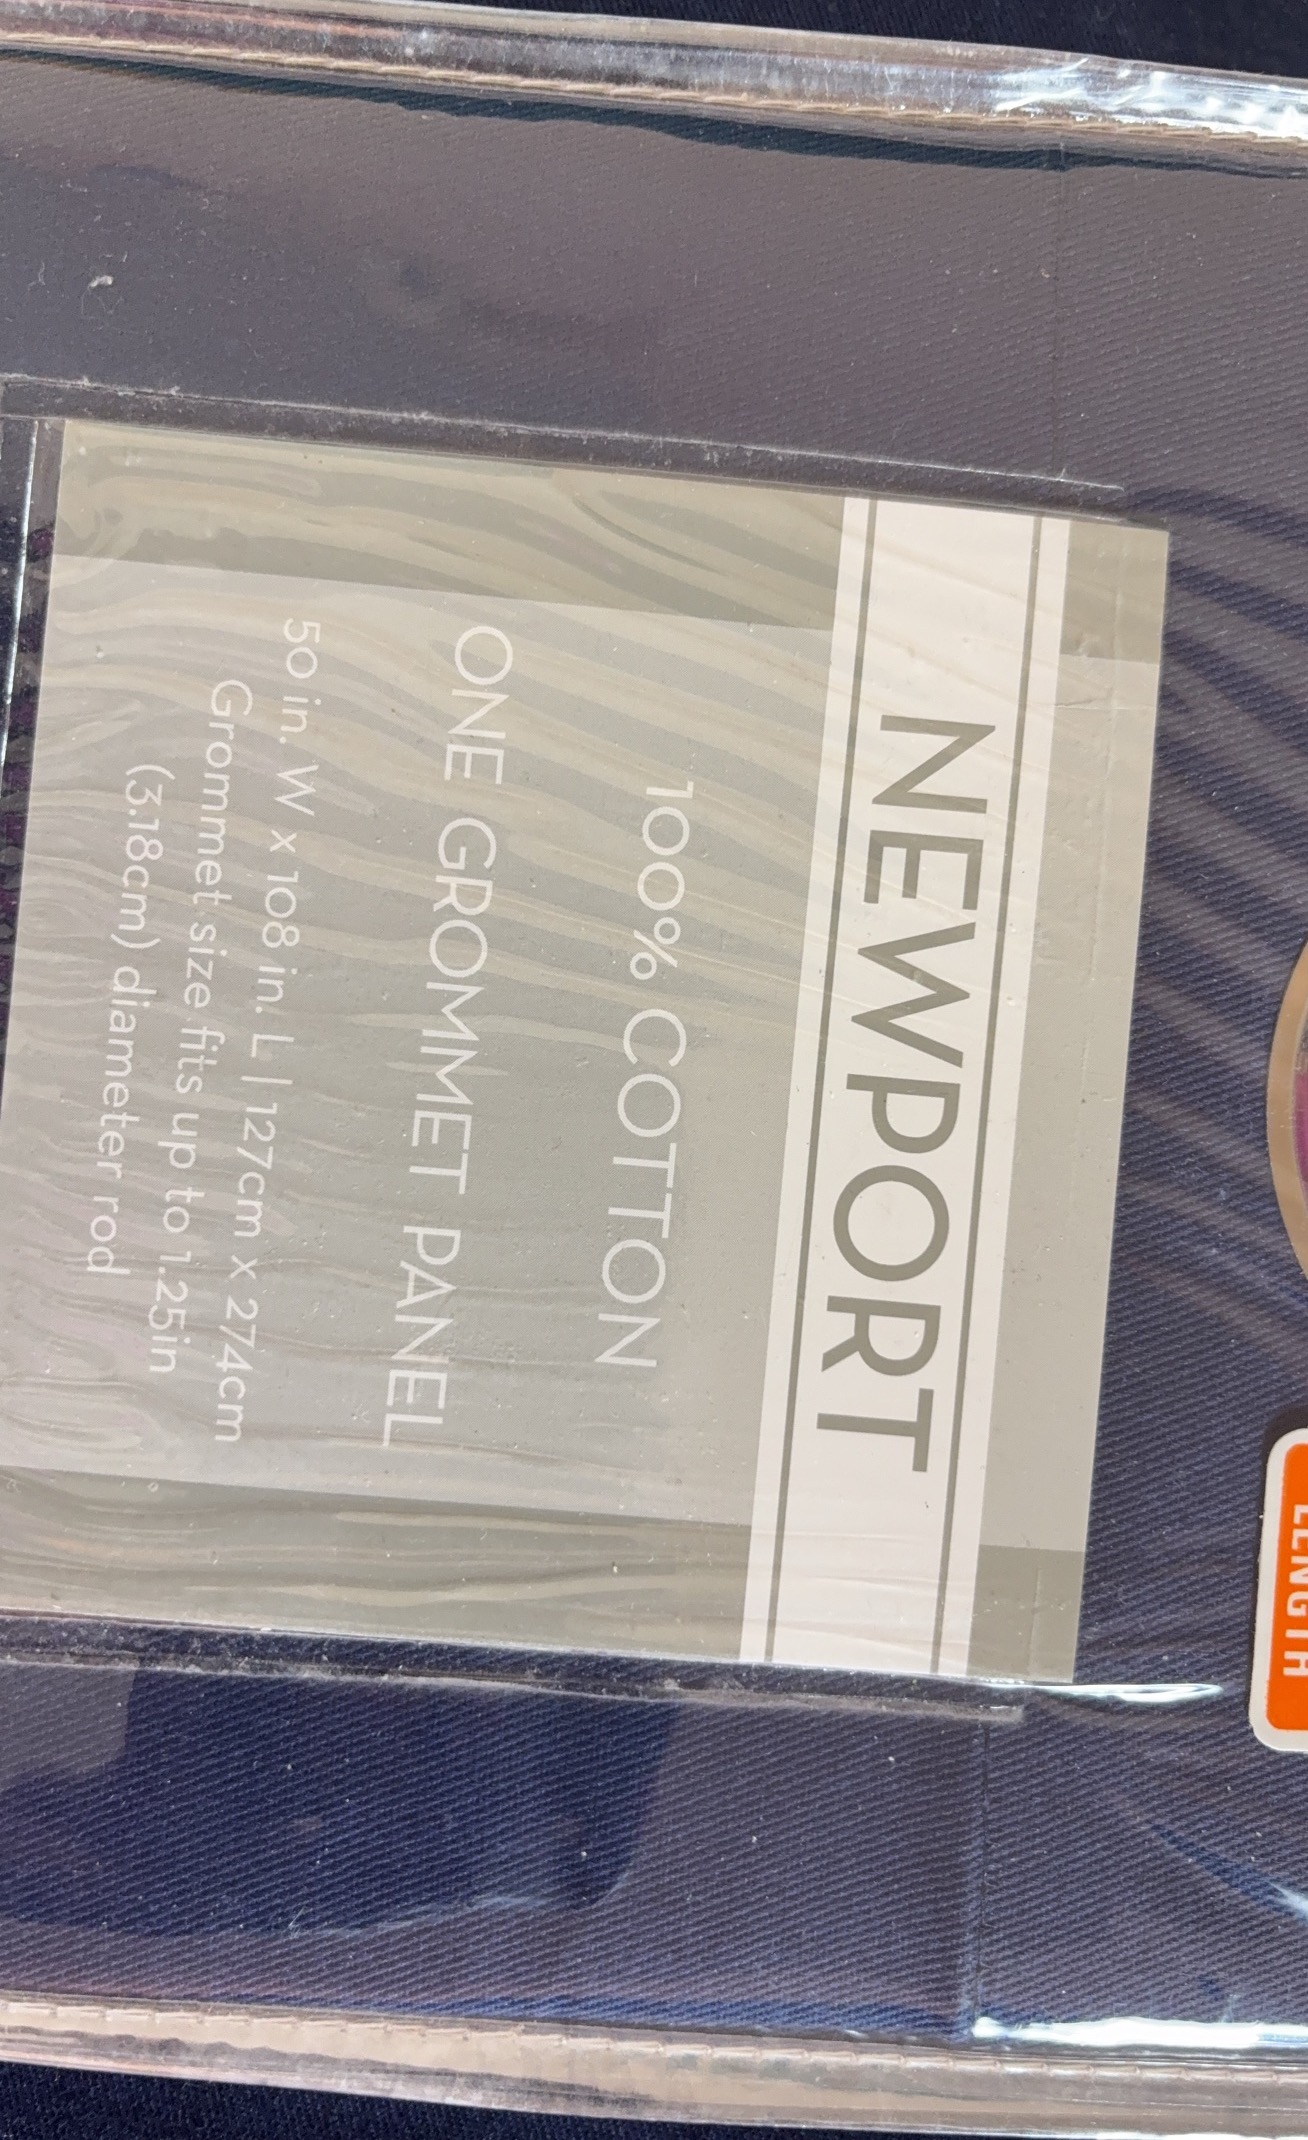 NEWPORT
100% COTTON
ONE GROMMET PANEL
50 in. W x 108 in. L | 127cm x 274cm
Grommet size fits up to 1.25in
(3.18cm) diameter rod
LENGTH